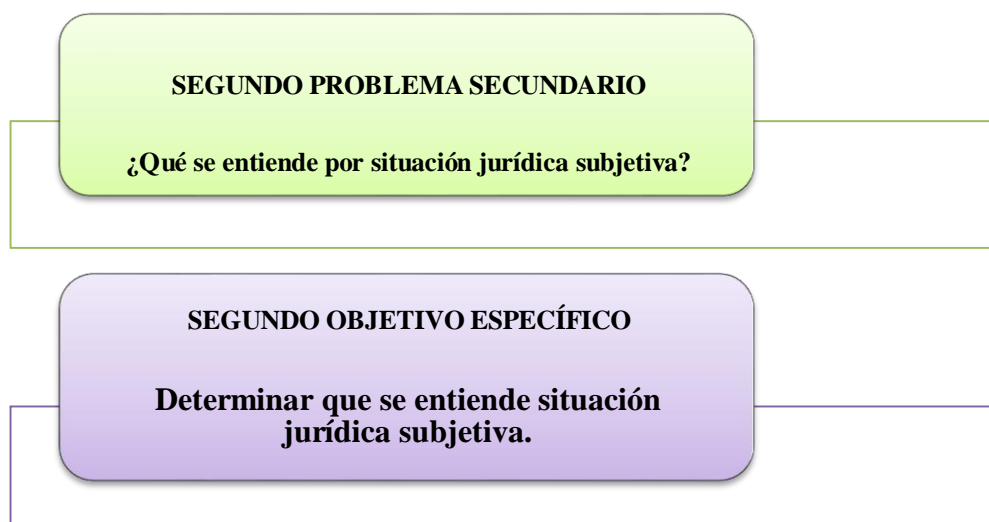 SEGUNDO PROBLEMA SECUNDARIO
¿Qué se entiende por situación jurídica subjetiva?
SEGUNDO OBJETIVO ESPECÍFICO
Determinar que se entiende situación
jurídica subjetiva.